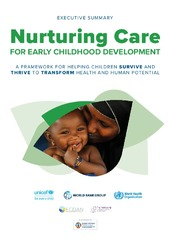 EXECUTIVE SUMMARY
Nurturing Care
FOR EARLY CHILDHOOD DEVELOPMENT
A FRAMEWORK FOR HELPING CHILDREN SURVIVE AND
THRIVE TO TRANSFORM HEALTH AND HUMAN POTENTIAL
unicef
WORLD BANK GROUP
World Health
Organization